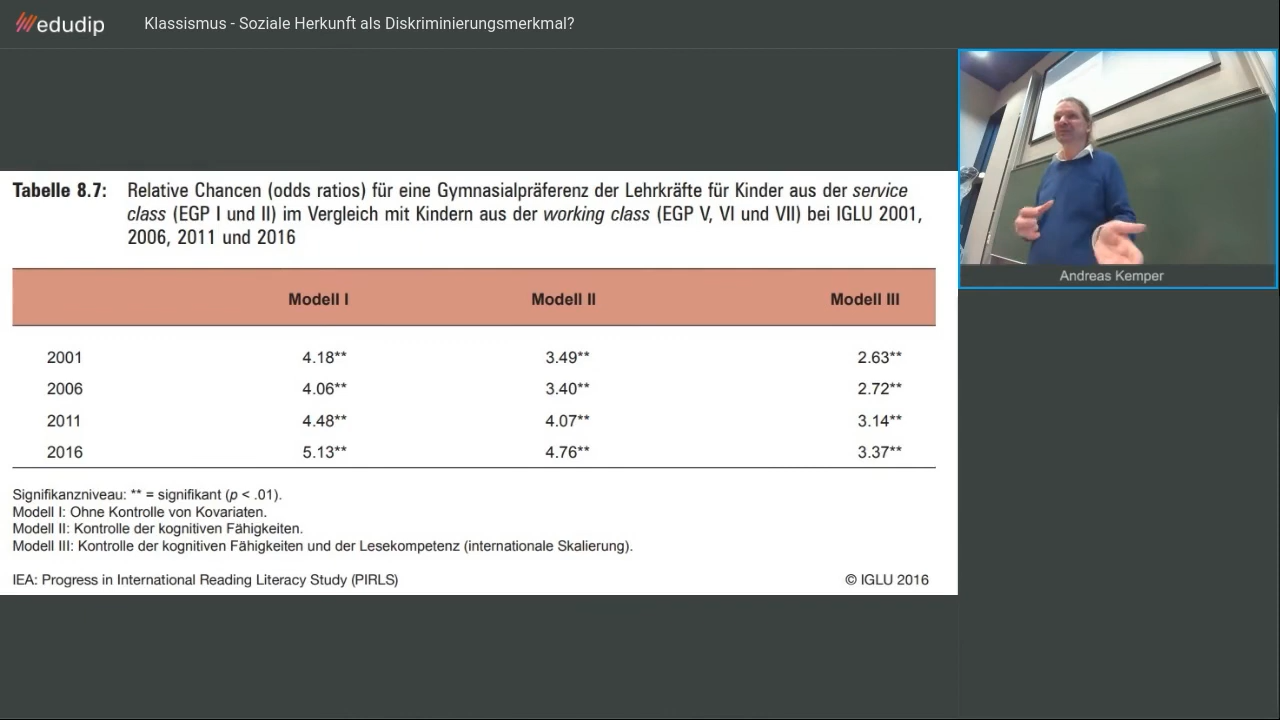 edudip
Klassismus - Soziale Herkunft als Diskriminierungsmerkmal?
Tabelle 8.7: Relative Chancen (odds ratios) für eine Gymnasialpräferenz der Lehrkräfte für Kinder aus der service
class (EGP I und II) im Vergleich mit Kindern aus der working class (EGP V, VI und VII) bei IGLU 2001,
2006, 2011 und 2016
Modell I Modell II Modell III
2001 4.18** 3.49** 2.63**
2006 4.06** 3.40** 2.72**
2011 4.48** 4.07** 3.14**
2016 5.13** 4.76** 3.37**
Signifikanzniveau: ** = signifikant (p < .01).
Modell I: Ohne Kontrolle von Kovariaten.
Modell II: Kontrolle der kognitiven Fähigkeiten.
Modell III: Kontrolle der kognitiven Fähigkeiten und der Lesekompetenz (internationale Skalierung).
IEA: Progress in International Reading Literacy Study (PIRLS) © IGLU 2016
Andreas Kemper